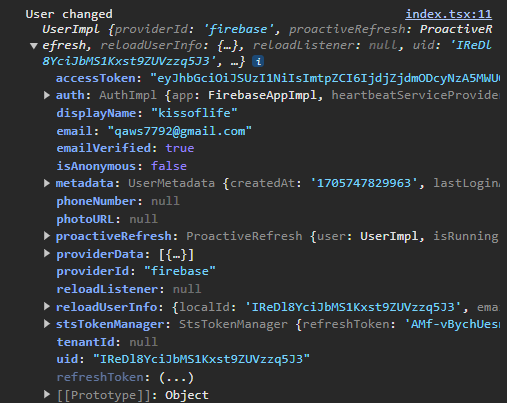 User changed index.tsx:11
UserImpl {providerId: 'firebase', proactiveRefresh: ProactiveR
efresh, reloadUserInfo: {…}, reloadListener: null, uid: 'IReDl
8YciJbMS1Kxst9ZUVzzq5J3', …} i
accessToken: "eyJhbGciOiJSUzI1NiIsImtpZCI6IjdjZjdmODcyNzA5MWU
auth: AuthImpl {app: FirebaseAppImpl, heartbeatServiceProvide
displayName: "kissoflife"
email: "qaws7792@gmail.com"
emailVerified: true
isAnonymous: false
metadata: UserMetadata {createdAt: '1705747829963', lastLogin
phoneNumber: null
photoURL: null
proactiveRefresh: ProactiveRefresh {user: UserImpl, isRunning
providerData: [{…}]
providerId: "firebase"
reloadListener: null
reloadUserInfo: {localId: 'IReDl8YciJbMS1Kxst9ZUVzzq5J3', ema
stsTokenManager: StsTokenManager {refreshToken: 'AMf-vBychUes
tenantId: null
uid: "IReDl8YciJbMS1Kxst9ZUVzzq5J3"
refreshToken: (...)
[[Prototype]]: Object